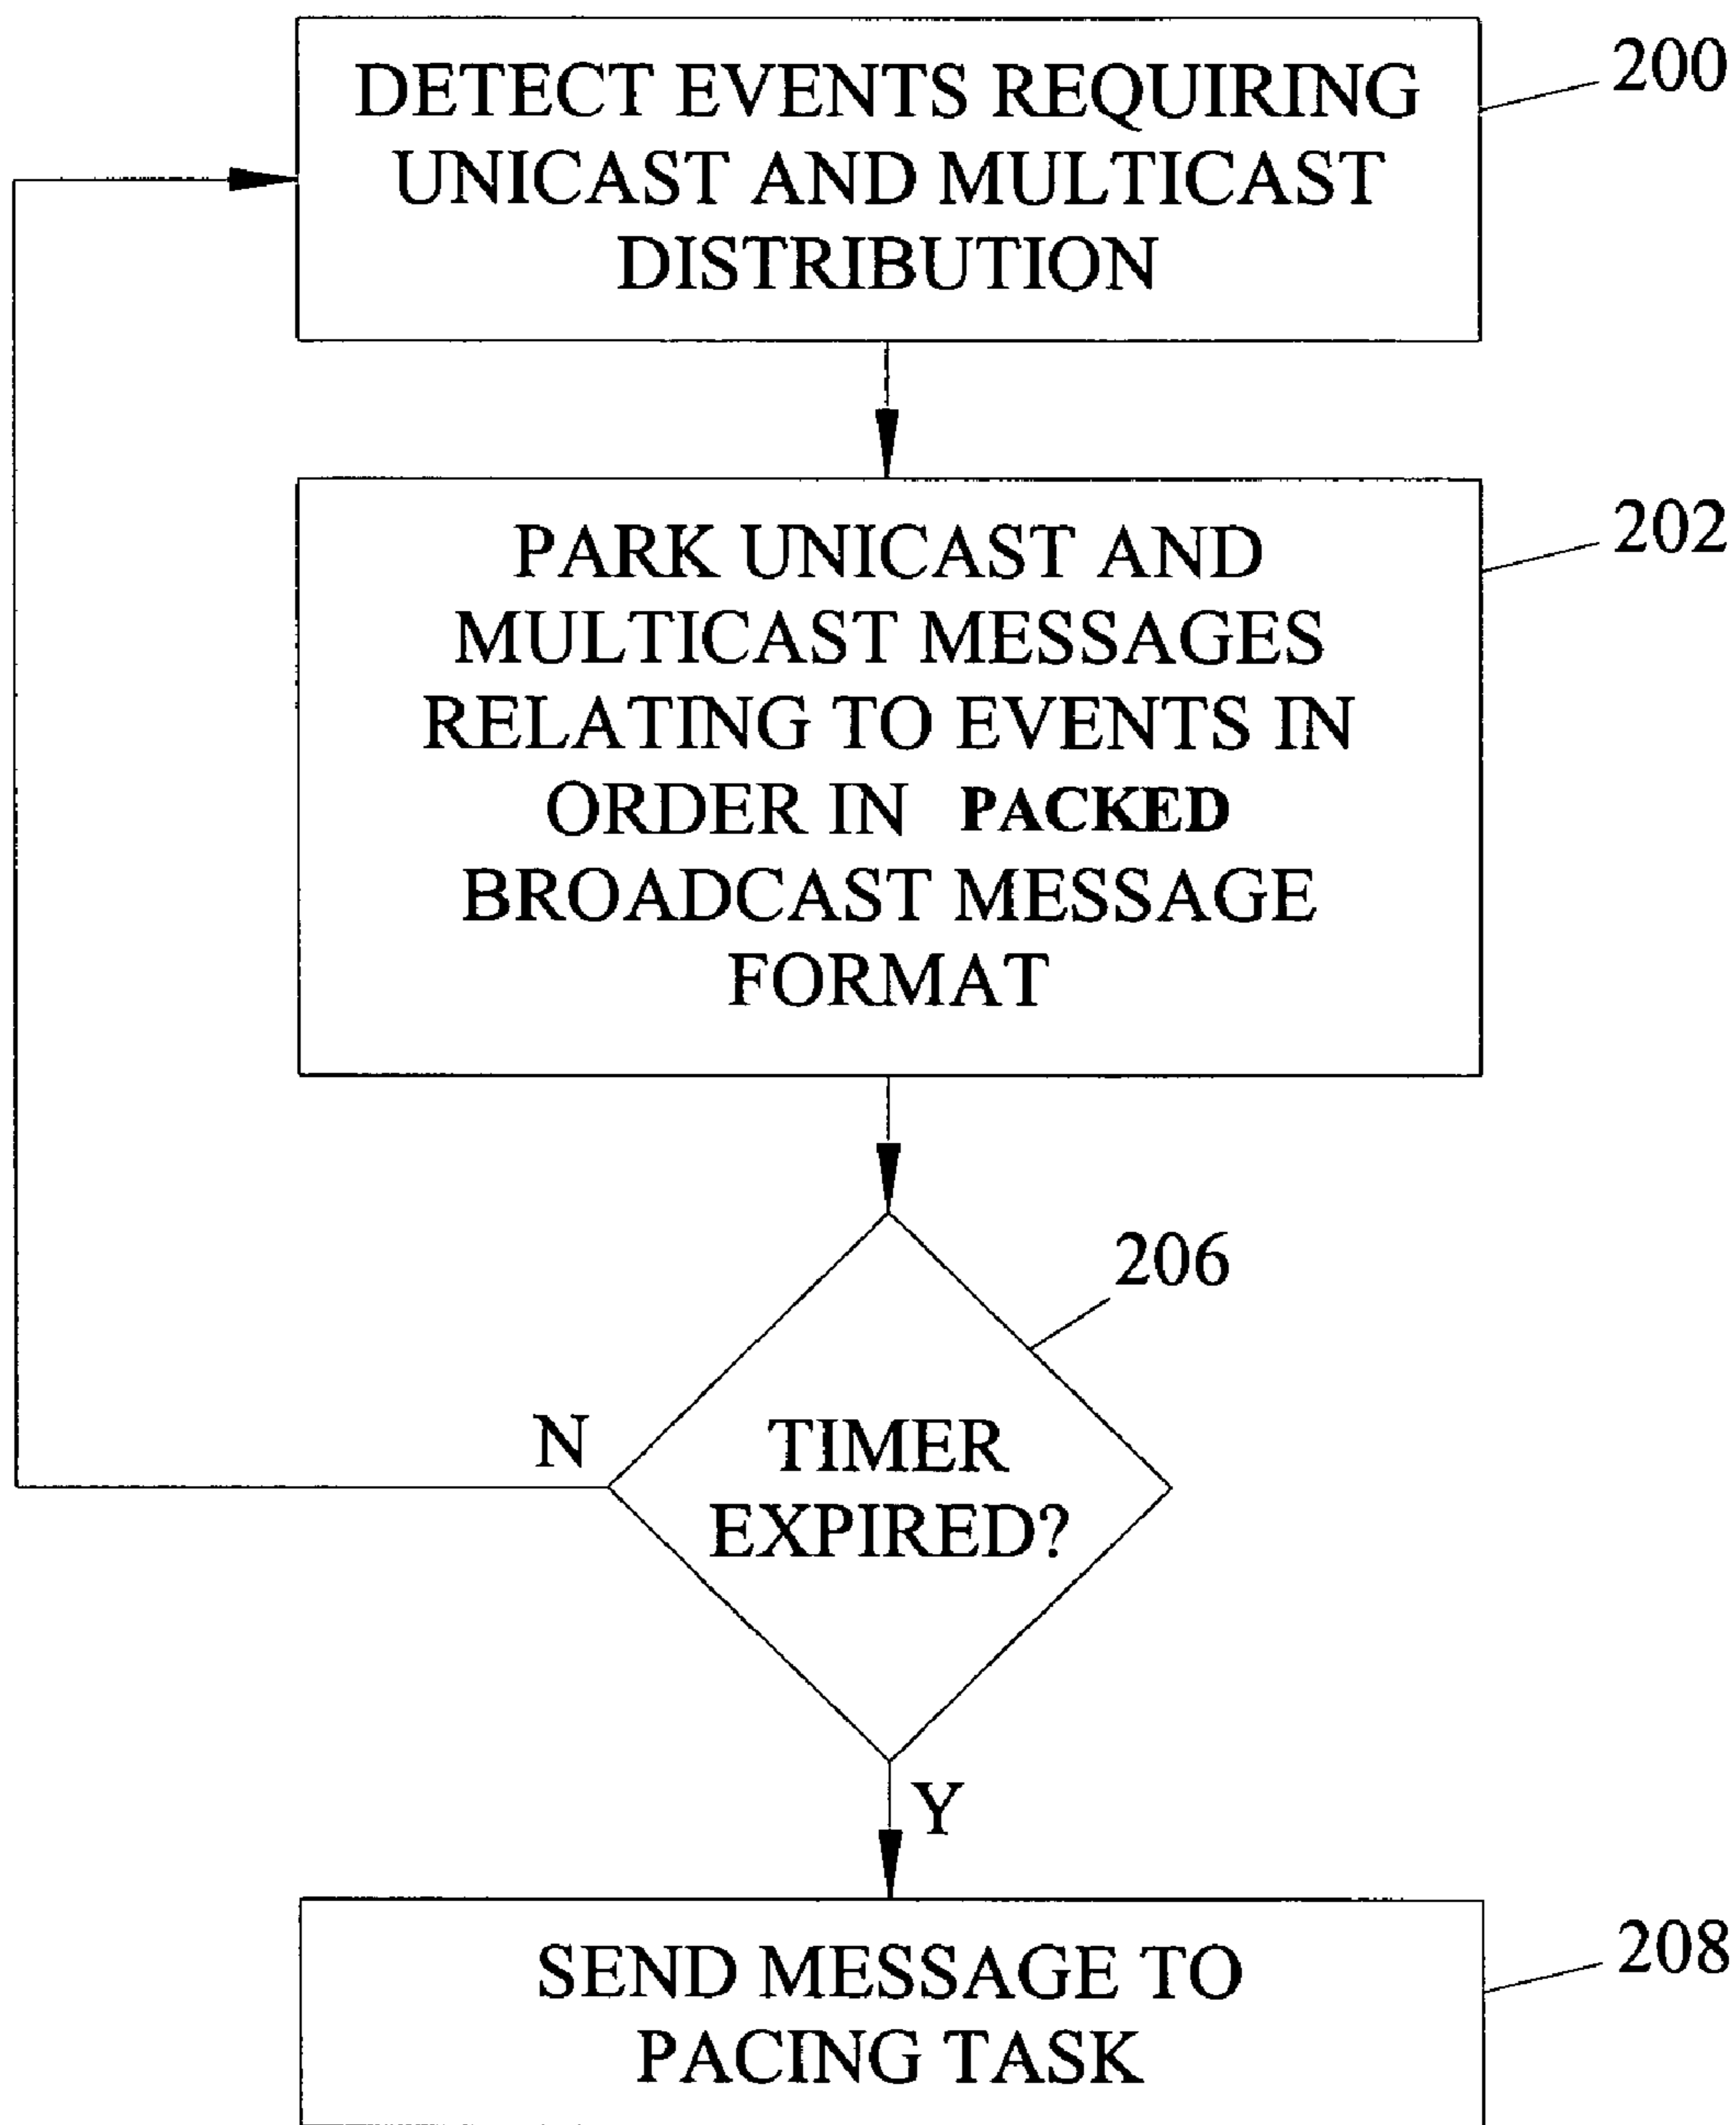 DETECT EVENTS REQUIRING
UNICAST AND MULTICAST
DISTRIBUTION
200
PARK UNICAST AND
MULTICAST MESSAGES
RELATING TO EVENTS IN
ORDER IN PACKED
BROADCAST MESSAGE
FORMAT
202
206
N
TIMER
EXPIRED?
Y
SEND MESSAGE TO
PACING TASK
208